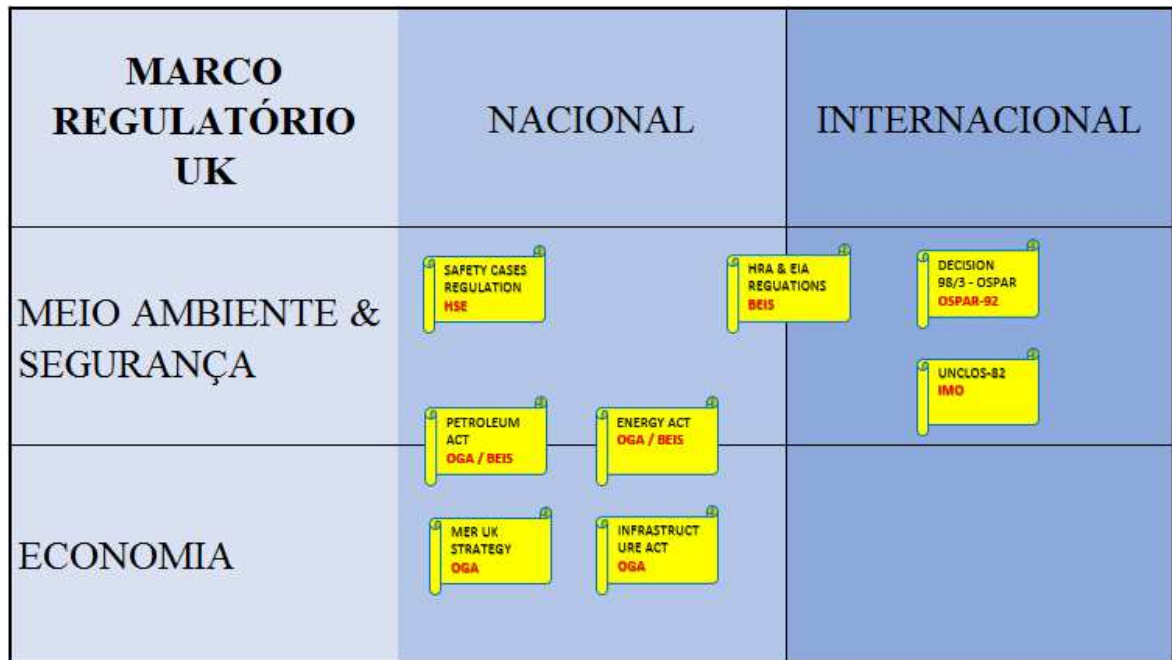 MARCO
REGULATÓRIO
UK
NACIONAL
INTERNACIONAL
MEIO AMBIENTE &
SEGURANÇA
SAFETY CASES
REGULATION
HSE
HRA & EIA
REGUATIONS
BEIS
DECISION
98/3 - OSPAR
OSPAR-92
UNCLOS-82
IMO
PETROLEUM
ACT
OGA / BEIS
ENERGY ACT
OGA / BEIS
ECONOMIA
MER UK
STRATEGY
OGA
INFRASTRUCT
URE ACT
OGA